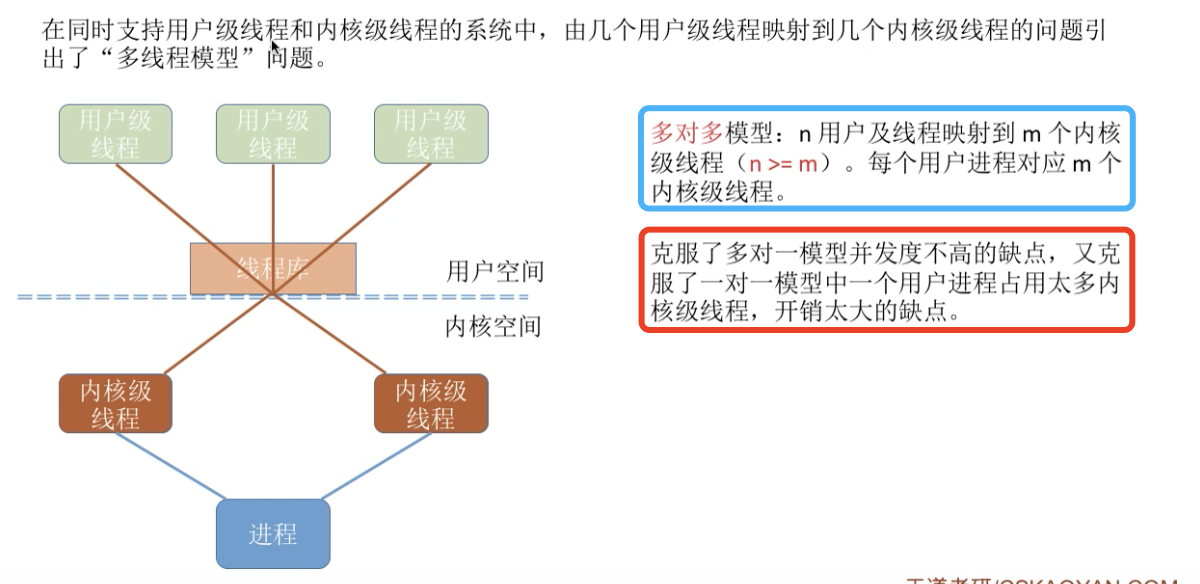 在同时支持用户级线程和内核级线程的系统中，由几个用户级线程映射到几个内核级线程的问题引
出了“多线程模型”问题。
用户级
线程
用户级
线程
用户级
线程
多对多模型：n 用户及线程映射到 m 个内核
级线程（n >= m）。每个用户进程对应 m 个
内核级线程。
克服了多对一模型并发度不高的缺点，又克
服了一对一模型中一个用户进程占用太多内
核级线程，开销太大的缺点。
线程库
用户空间
内核空间
内核级
线程
内核级
线程
进程